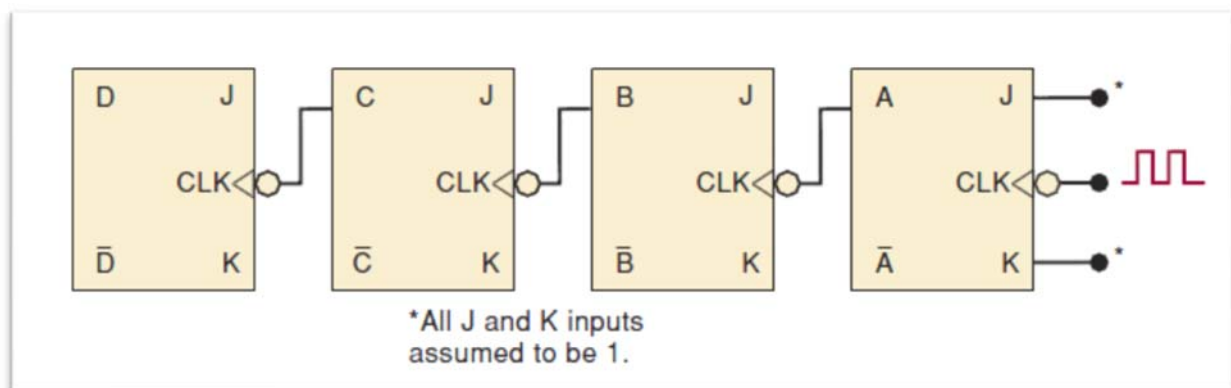 D J C J B J A J *
CLK CLK CLK CLK
D̅ K C̅ K B̅ K A̅ K *
*All J and K inputs
assumed to be 1.